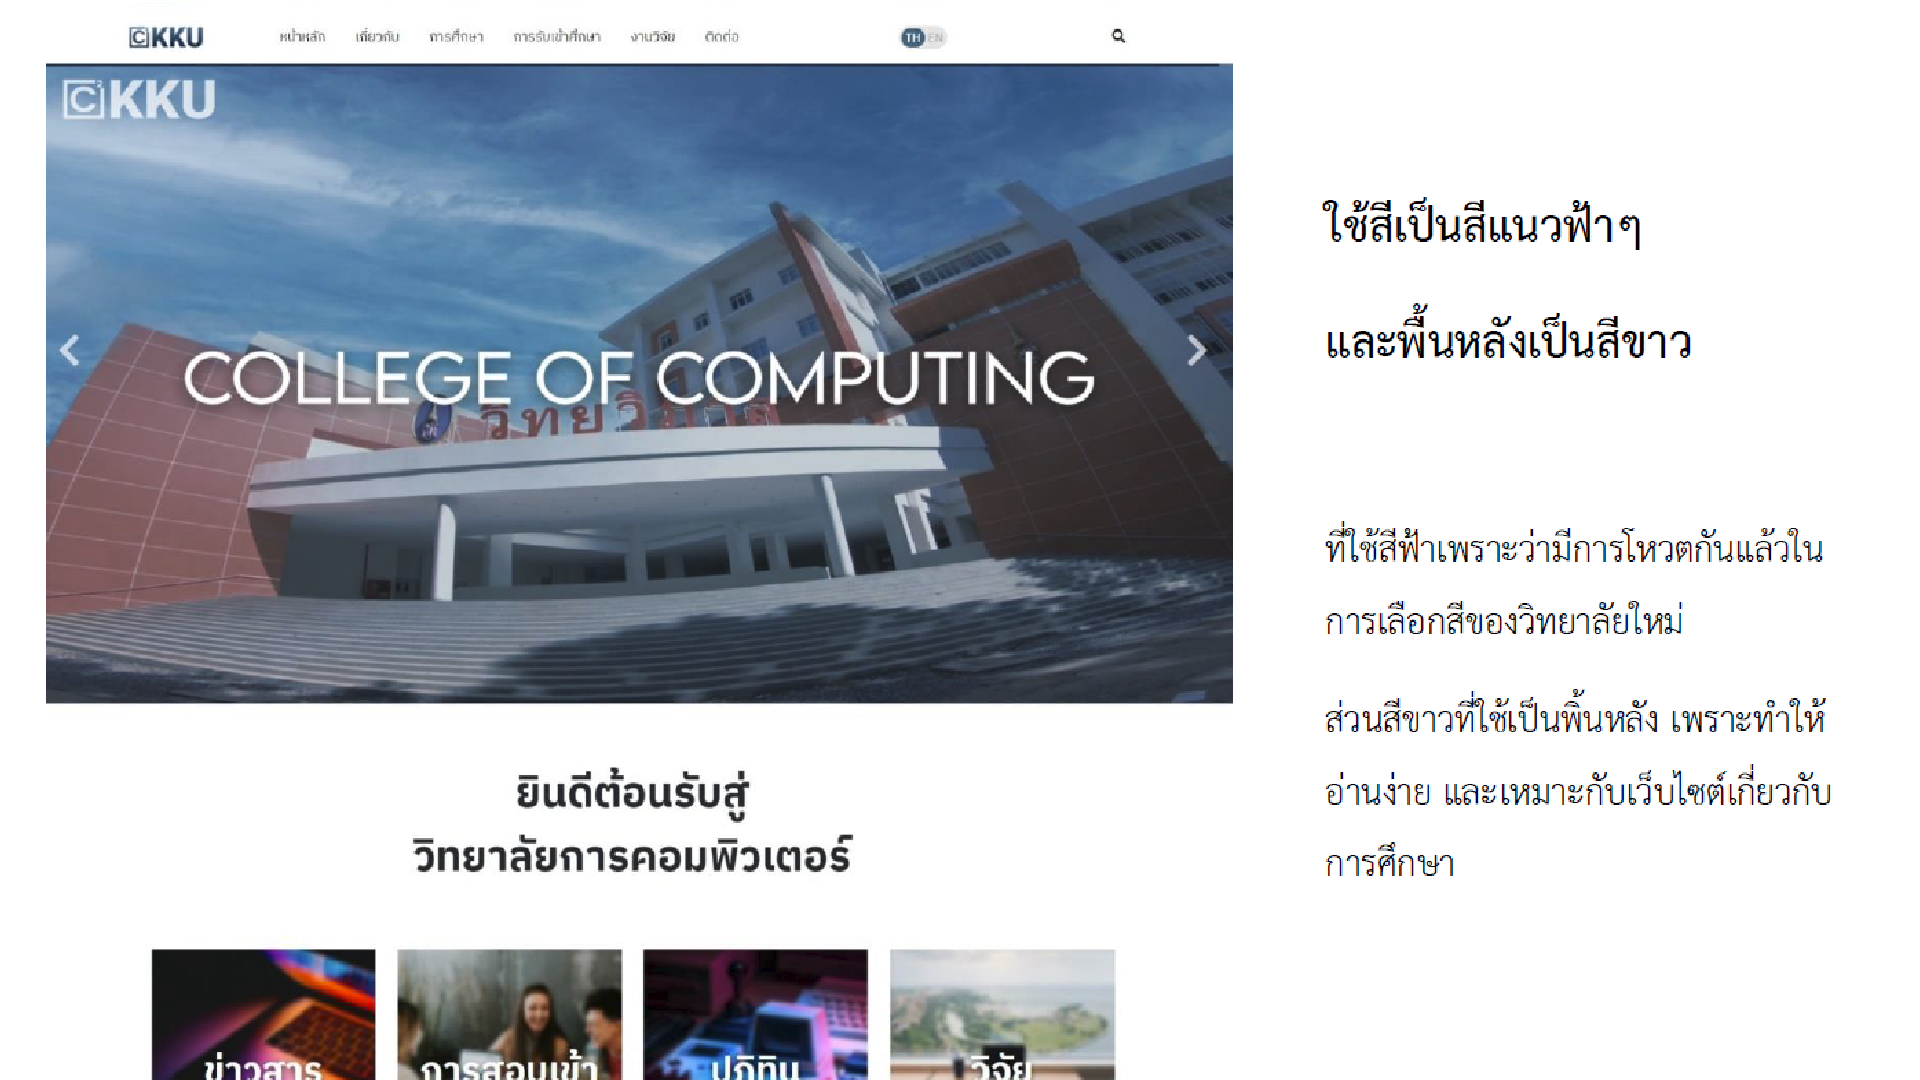 CKKU
หน้าหลัก เกี่ยวกับ การศึกษา การรับเข้าศึกษา งานวิจัย ติดต่อ
TH EN
CKKU
COLLEGE OF COMPUTING
วิทยวิภาส
ยินดีต้อนรับสู่
วิทยาลัยการคอมพิวเตอร์
ข่าวสาร
การสอบเข้า
ปฏิทิน
วิจัย
ใช้สีเป็นสีแนวฟ้าๆ
และพื้นหลังเป็นสีขาว
ที่ใช้สีฟ้าเพราะว่ามีการโหวตกันแล้วใน
การเลือกสีของวิทยาลัยใหม่
ส่วนสีขาวที่ใช้เป็นพิ้นหลัง เพราะทำให้
อ่านง่าย และเหมาะกับเว็บไซต์เกี่ยวกับ
การศึกษา